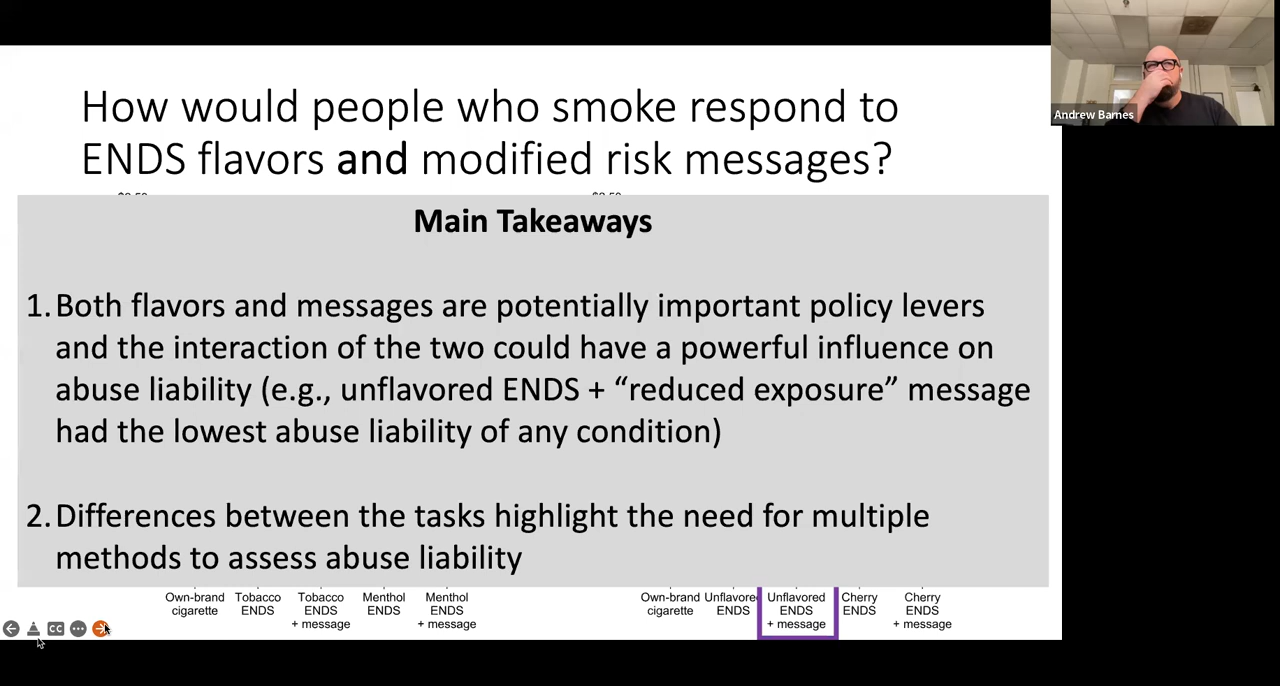 Andrew Barnes
How would people who smoke respond to
ENDS flavors and modified risk messages?
Main Takeaways
1. Both flavors and messages are potentially important policy levers
and the interaction of the two could have a powerful influence on
abuse liability (e.g., unflavored ENDS + “reduced exposure” message
had the lowest abuse liability of any condition)
2. Differences between the tasks highlight the need for multiple
methods to assess abuse liability
Own-brand
cigarette
Tobacco
ENDS
Tobacco
ENDS
+ message
Menthol
ENDS
Menthol
ENDS
+ message
Own-brand
cigarette
Unflavore
ENDS
Unflavored
ENDS
+ message
Cherry
ENDS
Cherry
ENDS
+ message
CC